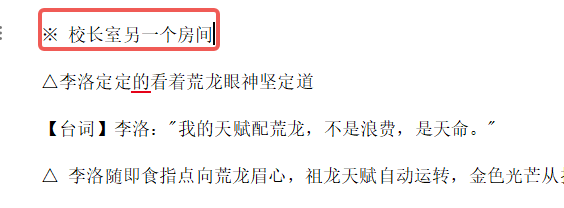 ※ 校长室另一个房间
△李洛定定的看着荒龙眼神坚定道
【台词】李洛："我的天赋配荒龙，不是浪费，是天命。"
△ 李洛随即食指点向荒龙眉心，祖龙天赋自动运转，金色光芒从